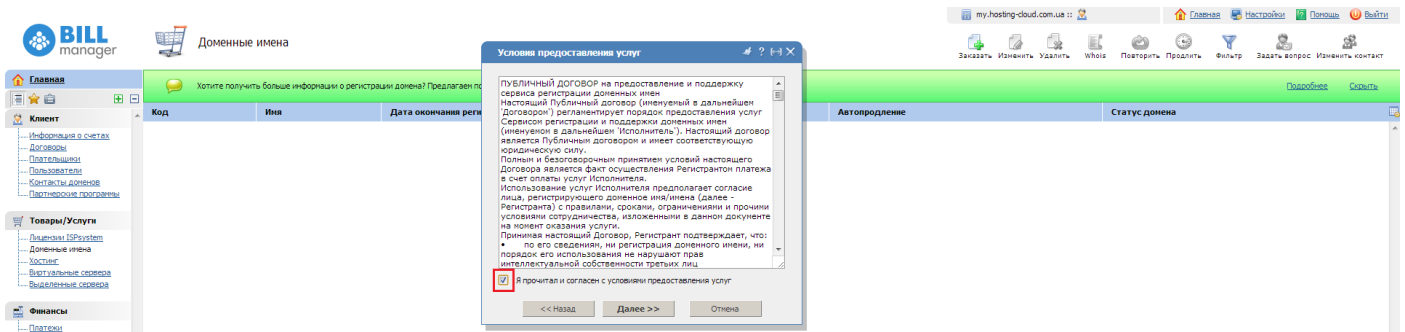 my.hosting-cloud.com.ua ::
Главная Настройки Помощь Выйти
BILL
manager
Доменные имена
Заказать Изменить Удалить Whois Повторить Продлить Фильтр Задать вопрос Изменить контакт
Главная
Хотите получить больше информации о регистрации домена? Предлагаем по
Подробнее Скрыть
Код Имя Дата окончания реги Автопродление Статус домена
Клиент
Информация о счетах
Договоры
Плательщики
Пользователи
Контакты доменов
Партнерские программы
Товары/Услуги
Лицензии ISPsystem
Доменные имена
Хостинг
Виртуальные сервера
Выделенные сервера
Финансы
Платежи
Условия предоставления услуг
ПУБЛИЧНЫЙ ДОГОВОР на предоставление и поддержку
сервиса регистрации доменных имен
Настоящий Публичный договор (именуемый в дальнейшем
'Договором') регламентирует порядок предоставления услуг
Сервисом регистрации и поддержки доменных имен
(именуемом в дальнейшем 'Исполнитель'). Настоящий договор
является Публичным договором и имеет соответствующую
юридическую силу.
Полным и безоговорочным принятием условий настоящего
Договора является факт осуществления Регистрантом платежа
в счет оплаты услуг Исполнителя.
Использование услуг Исполнителя предполагает согласие
лица, регистрирующего доменное имя/имена (далее -
Регистранта) с правилами, сроками, ограничениями и прочими
условиями сотрудничества, изложенными в данном документе
на момент оказания услуги.
Принимая настоящий Договор, Регистрант подтверждает, что:
• по его сведениям, ни регистрация доменного имени, ни
порядок его использования не нарушают прав
интеллектуальной собственности третьих лиц
Я прочитал и согласен с условиями предоставления услуг
<< Назад Далее >> Отмена